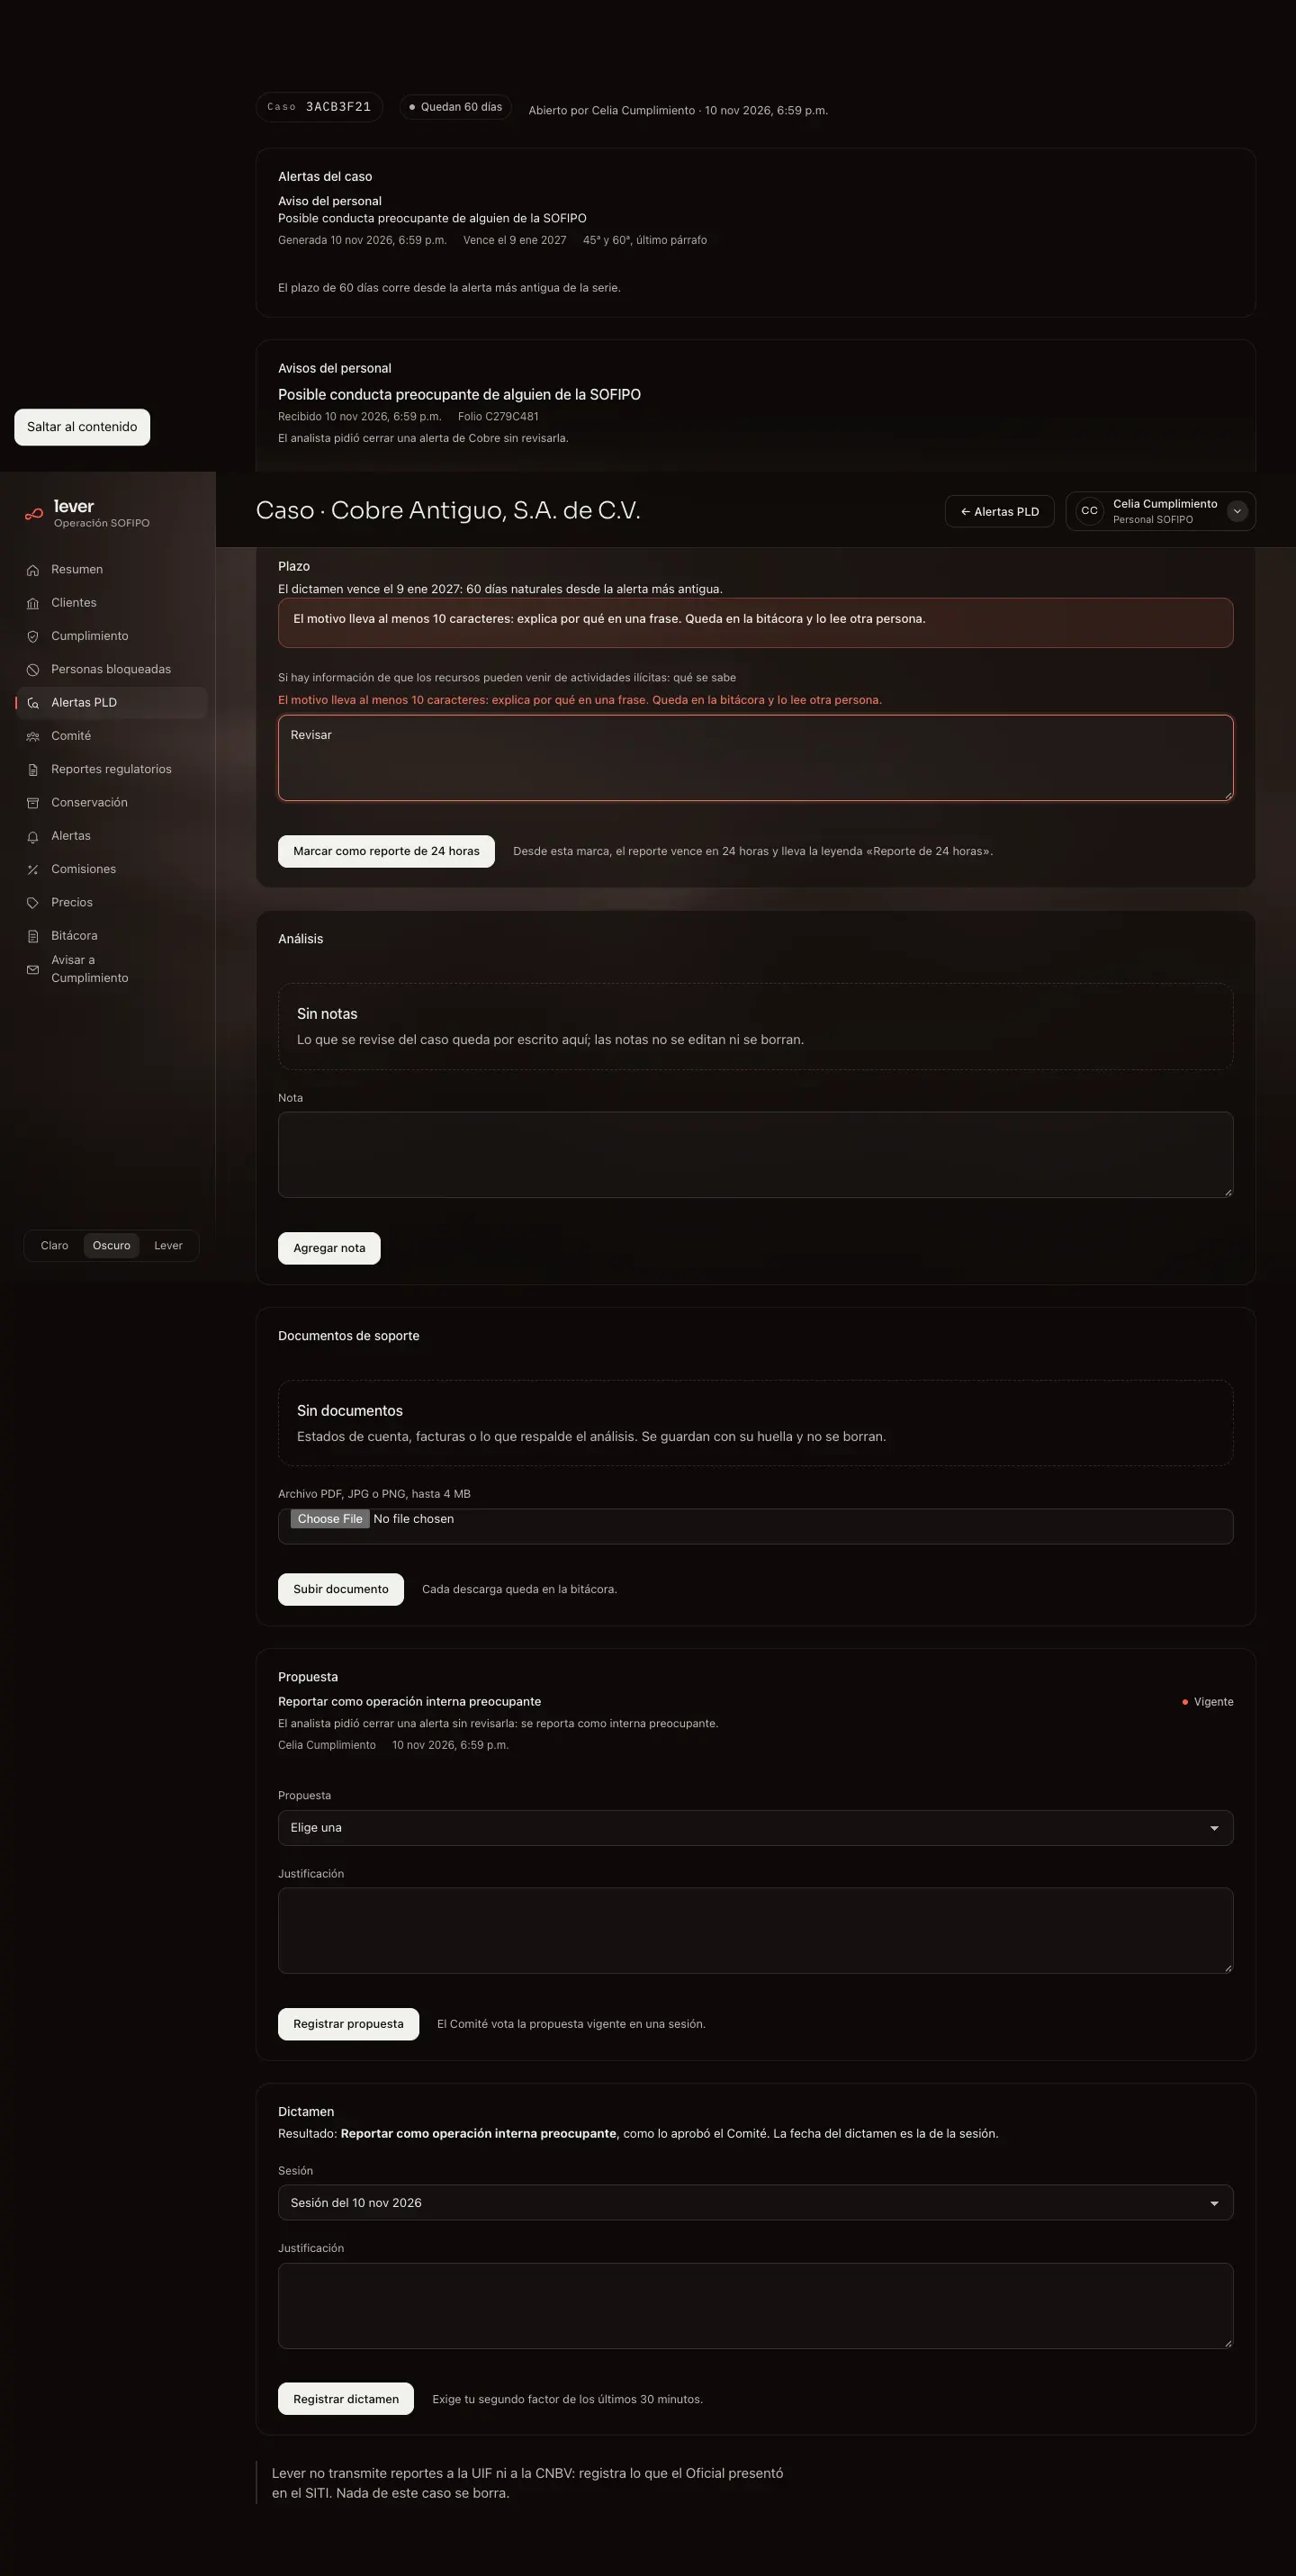 Caso 3ACB3F21
Quedan 60 días
Abierto por Celia Cumplimiento · 10 nov 2026, 6:59 p.m.
Alertas del caso
Aviso del personal
Posible conducta preocupante de alguien de la SOFIPO
Generada 10 nov 2026, 6:59 p.m. Vence el 9 ene 2027 45ª y 60ª, último párrafo
El plazo de 60 días corre desde la alerta más antigua de la serie.
Avisos del personal
Posible conducta preocupante de alguien de la SOFIPO
Recibido 10 nov 2026, 6:59 p.m. Folio C279C481
El analista pidió cerrar una alerta de Cobre sin revisarla.
Saltar al contenido
lever
Operación SOFIPO
Resumen
Clientes
Cumplimiento
Personas bloqueadas
Alertas PLD
Comité
Reportes regulatorios
Conservación
Alertas
Comisiones
Precios
Bitácora
Avisar a
Cumplimiento
Claro Oscuro Lever
Caso · Cobre Antiguo, S.A. de C.V.
← Alertas PLD
CC
Celia Cumplimiento
Personal SOFIPO
Plazo
El dictamen vence el 9 ene 2027: 60 días naturales desde la alerta más antigua.
El motivo lleva al menos 10 caracteres: explica por qué en una frase. Queda en la bitácora y lo lee otra persona.
Si hay información de que los recursos pueden venir de actividades ilícitas: qué se sabe
El motivo lleva al menos 10 caracteres: explica por qué en una frase. Queda en la bitácora y lo lee otra persona.
Revisar
Marcar como reporte de 24 horas
Desde esta marca, el reporte vence en 24 horas y lleva la leyenda «Reporte de 24 horas».
Análisis
Sin notas
Lo que se revise del caso queda por escrito aquí; las notas no se editan ni se borran.
Nota
Agregar nota
Documentos de soporte
Sin documentos
Estados de cuenta, facturas o lo que respalde el análisis. Se guardan con su huella y no se borran.
Archivo PDF, JPG o PNG, hasta 4 MB
Choose File No file chosen
Subir documento
Cada descarga queda en la bitácora.
Propuesta
Reportar como operación interna preocupante
Vigente
El analista pidió cerrar una alerta sin revisarla: se reporta como interna preocupante.
Celia Cumplimiento 10 nov 2026, 6:59 p.m.
Propuesta
Elige una
Justificación
Registrar propuesta
El Comité vota la propuesta vigente en una sesión.
Dictamen
Resultado: Reportar como operación interna preocupante, como lo aprobó el Comité. La fecha del dictamen es la de la sesión.
Sesión
Sesión del 10 nov 2026
Justificación
Registrar dictamen
Exige tu segundo factor de los últimos 30 minutos.
Lever no transmite reportes a la UIF ni a la CNBV: registra lo que el Oficial presentó
en el SITI. Nada de este caso se borra.